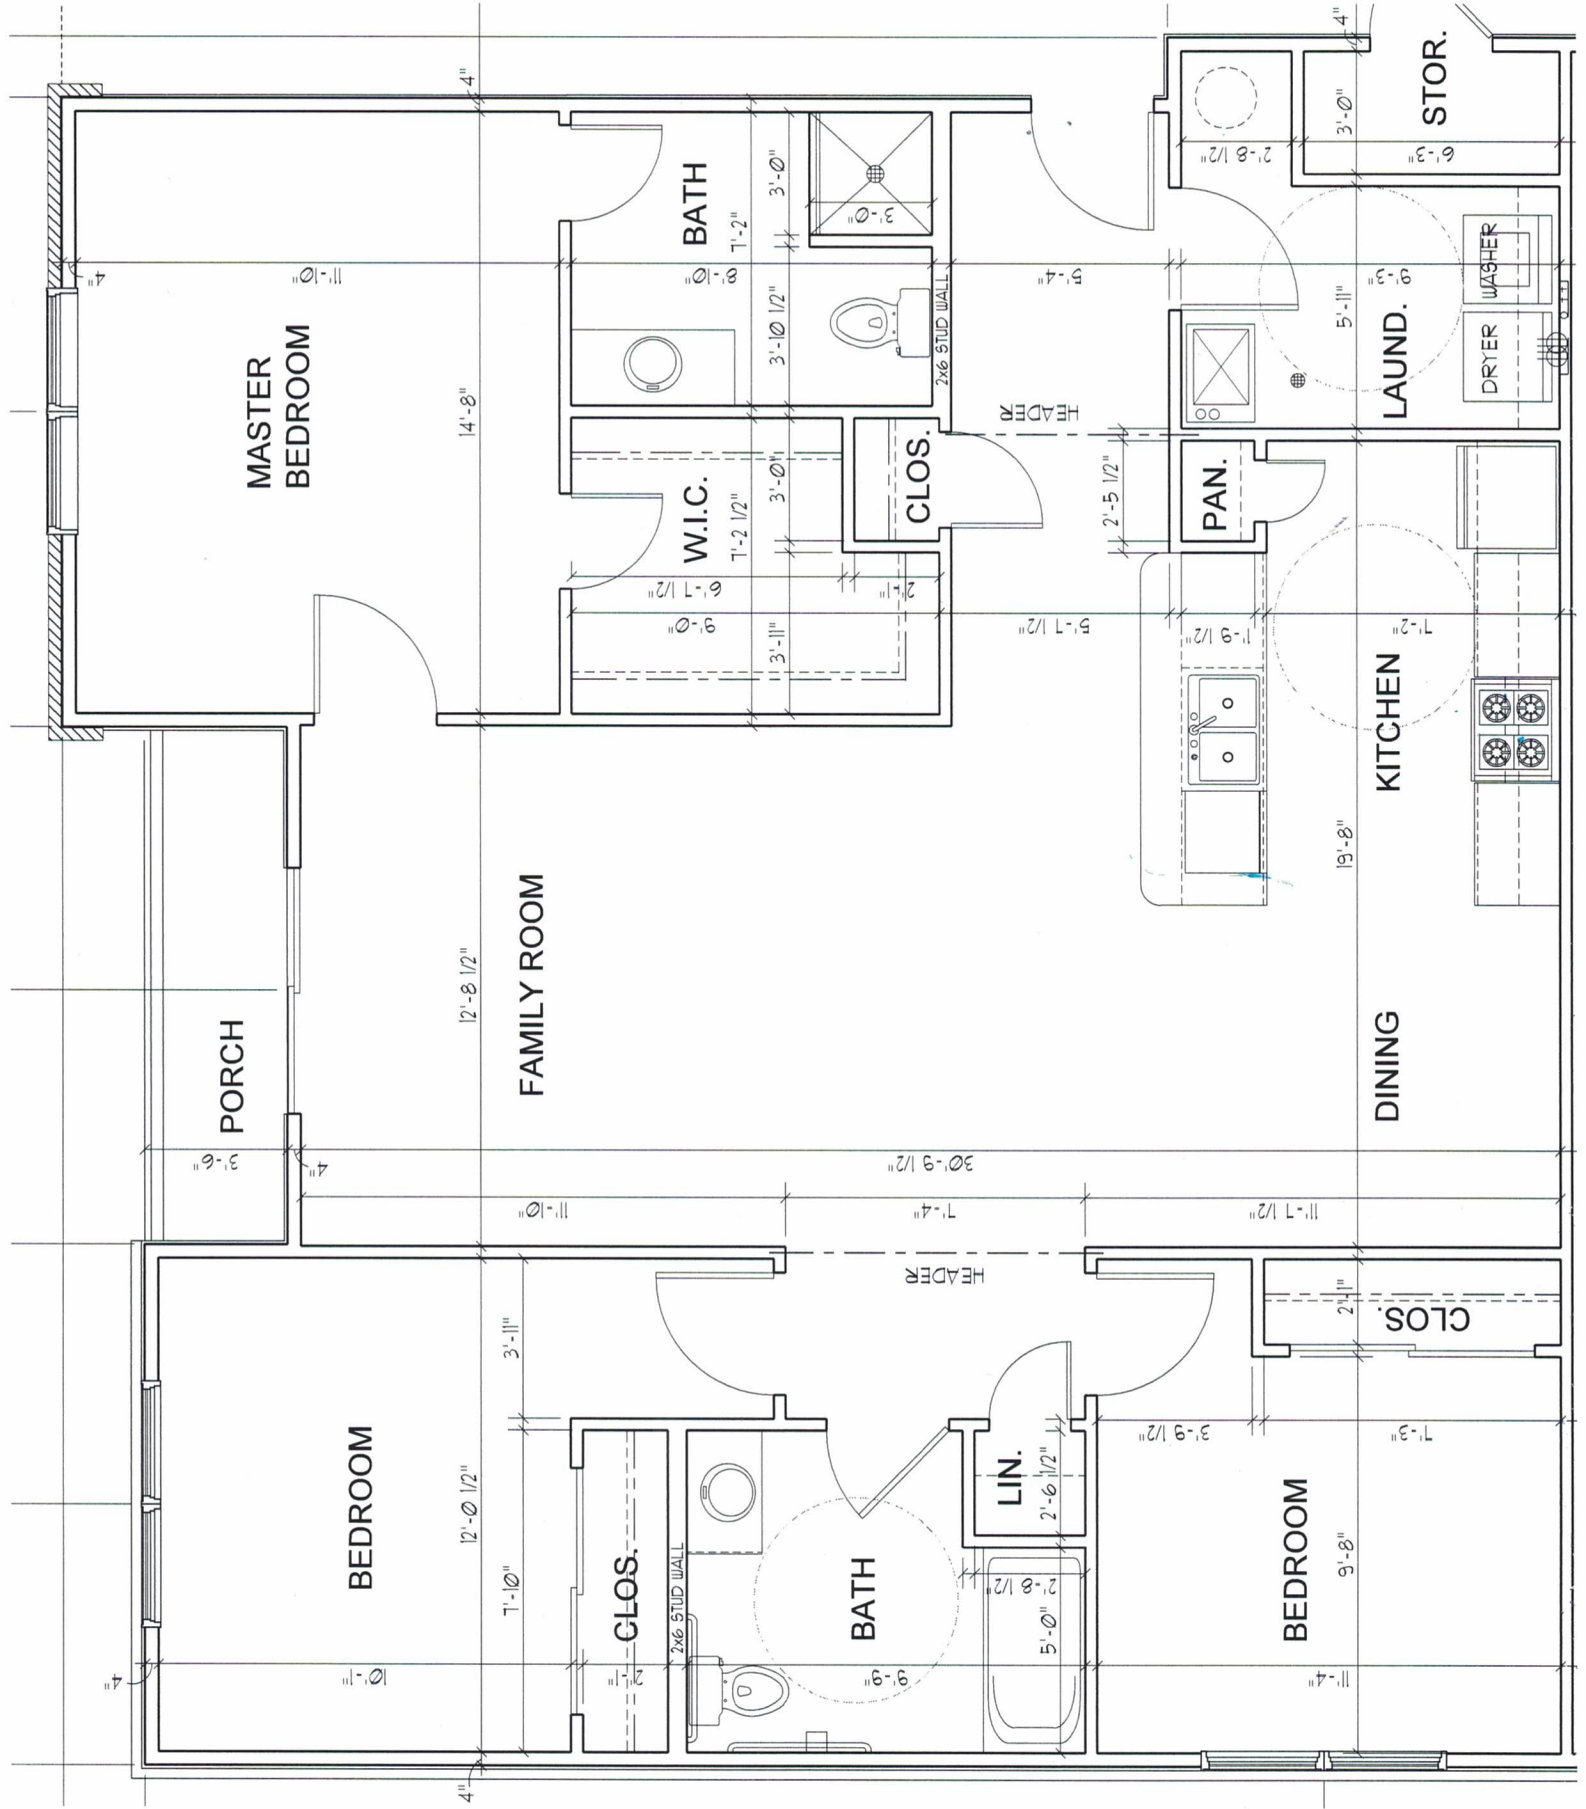 4"
STOR.
3'-0"
6'-3"
2'-8 1/2"
4"
MASTER
BEDROOM
4"
11'-10"
14'-8"
BATH
7'-2"
8'-10"
3'-0"
3'-0"
3'-10 1/2"
2x6 STUD WALL
5'-4"
9'-3"
5'-11"
LAUND.
WASHER
DRYER
HEADER
W.I.C.
7'-2 1/2"
3'-0"
6'-7 1/2"
2'-1"
9'-0"
3'-11"
CLOS.
2'-5 1/2"
PAN.
5'-7 1/2"
1'-9 1/2"
7'-2"
KITCHEN
19'-8"
DINING
FAMILY ROOM
12'-8 1/2"
PORCH
3'-6"
4"
30'-9 1/2"
11'-10"
7'-4"
11'-7 1/2"
HEADER
BEDROOM
3'-11"
12'-0 1/2"
7'-10"
4"
10'-1"
2'-1"
4"
CLOS.
2x6 STUD WALL
BATH
9'-9"
LIN.
2'-6 1/2"
2'-8 1/2"
5'-0"
CLOS.
2'-1"
3'-9 1/2"
7'-3"
BEDROOM
9'-8"
11'-4"